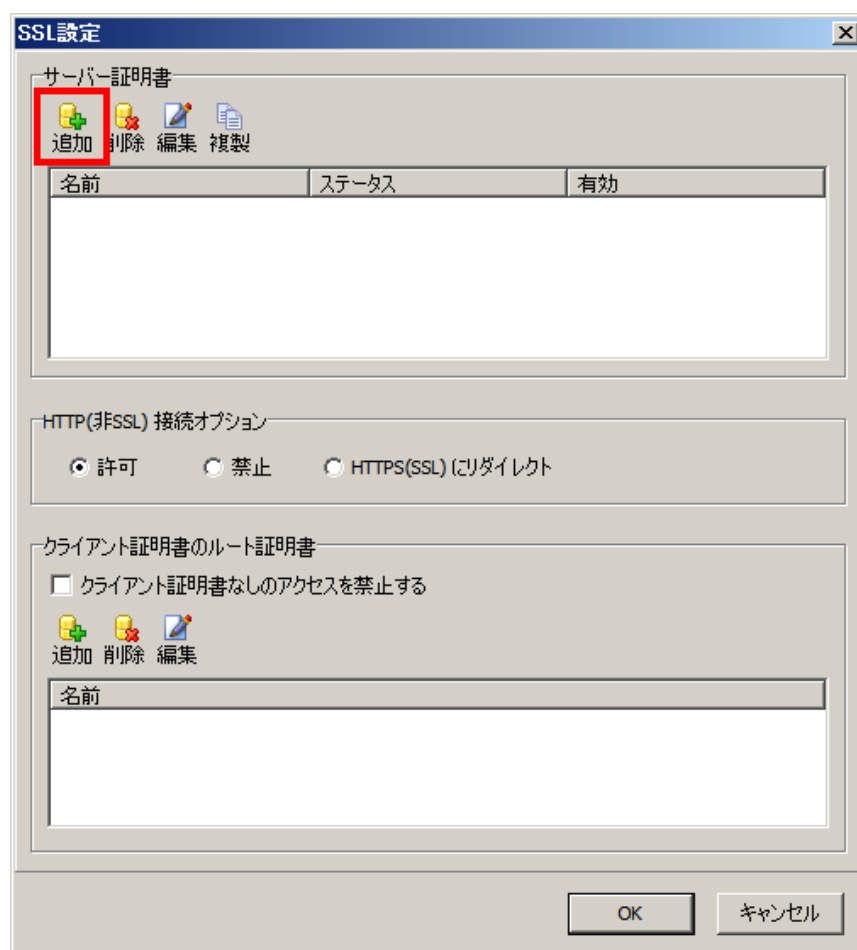 SSL設定
サーバー証明書
追加 削除 編集 複製
名前 ステータス 有効
HTTP(非SSL) 接続オプション
許可 禁止 HTTPS(SSL) にリダイレクト
クライアント証明書のルート証明書
クライアント証明書なしのアクセスを禁止する
追加 削除 編集
名前
OK キャンセル